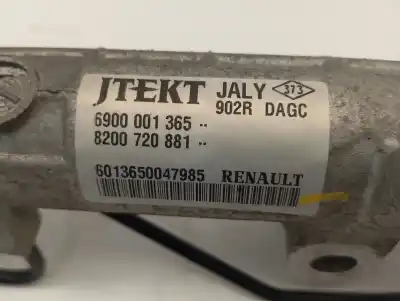 JTEKT JALY 373
902R DAGC
6900 001 365 --
8200 720 881 --
6013650047985 RENAULT